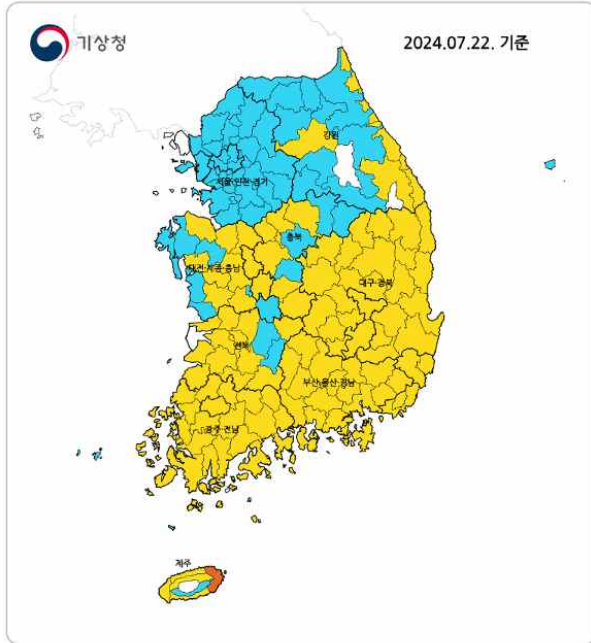 기상청
2024.07.22. 기준
강원
서울·인천·경기
충북
대전·세종·충남
대구·경북
전북
부산·울산·경남
광주·전남
제주